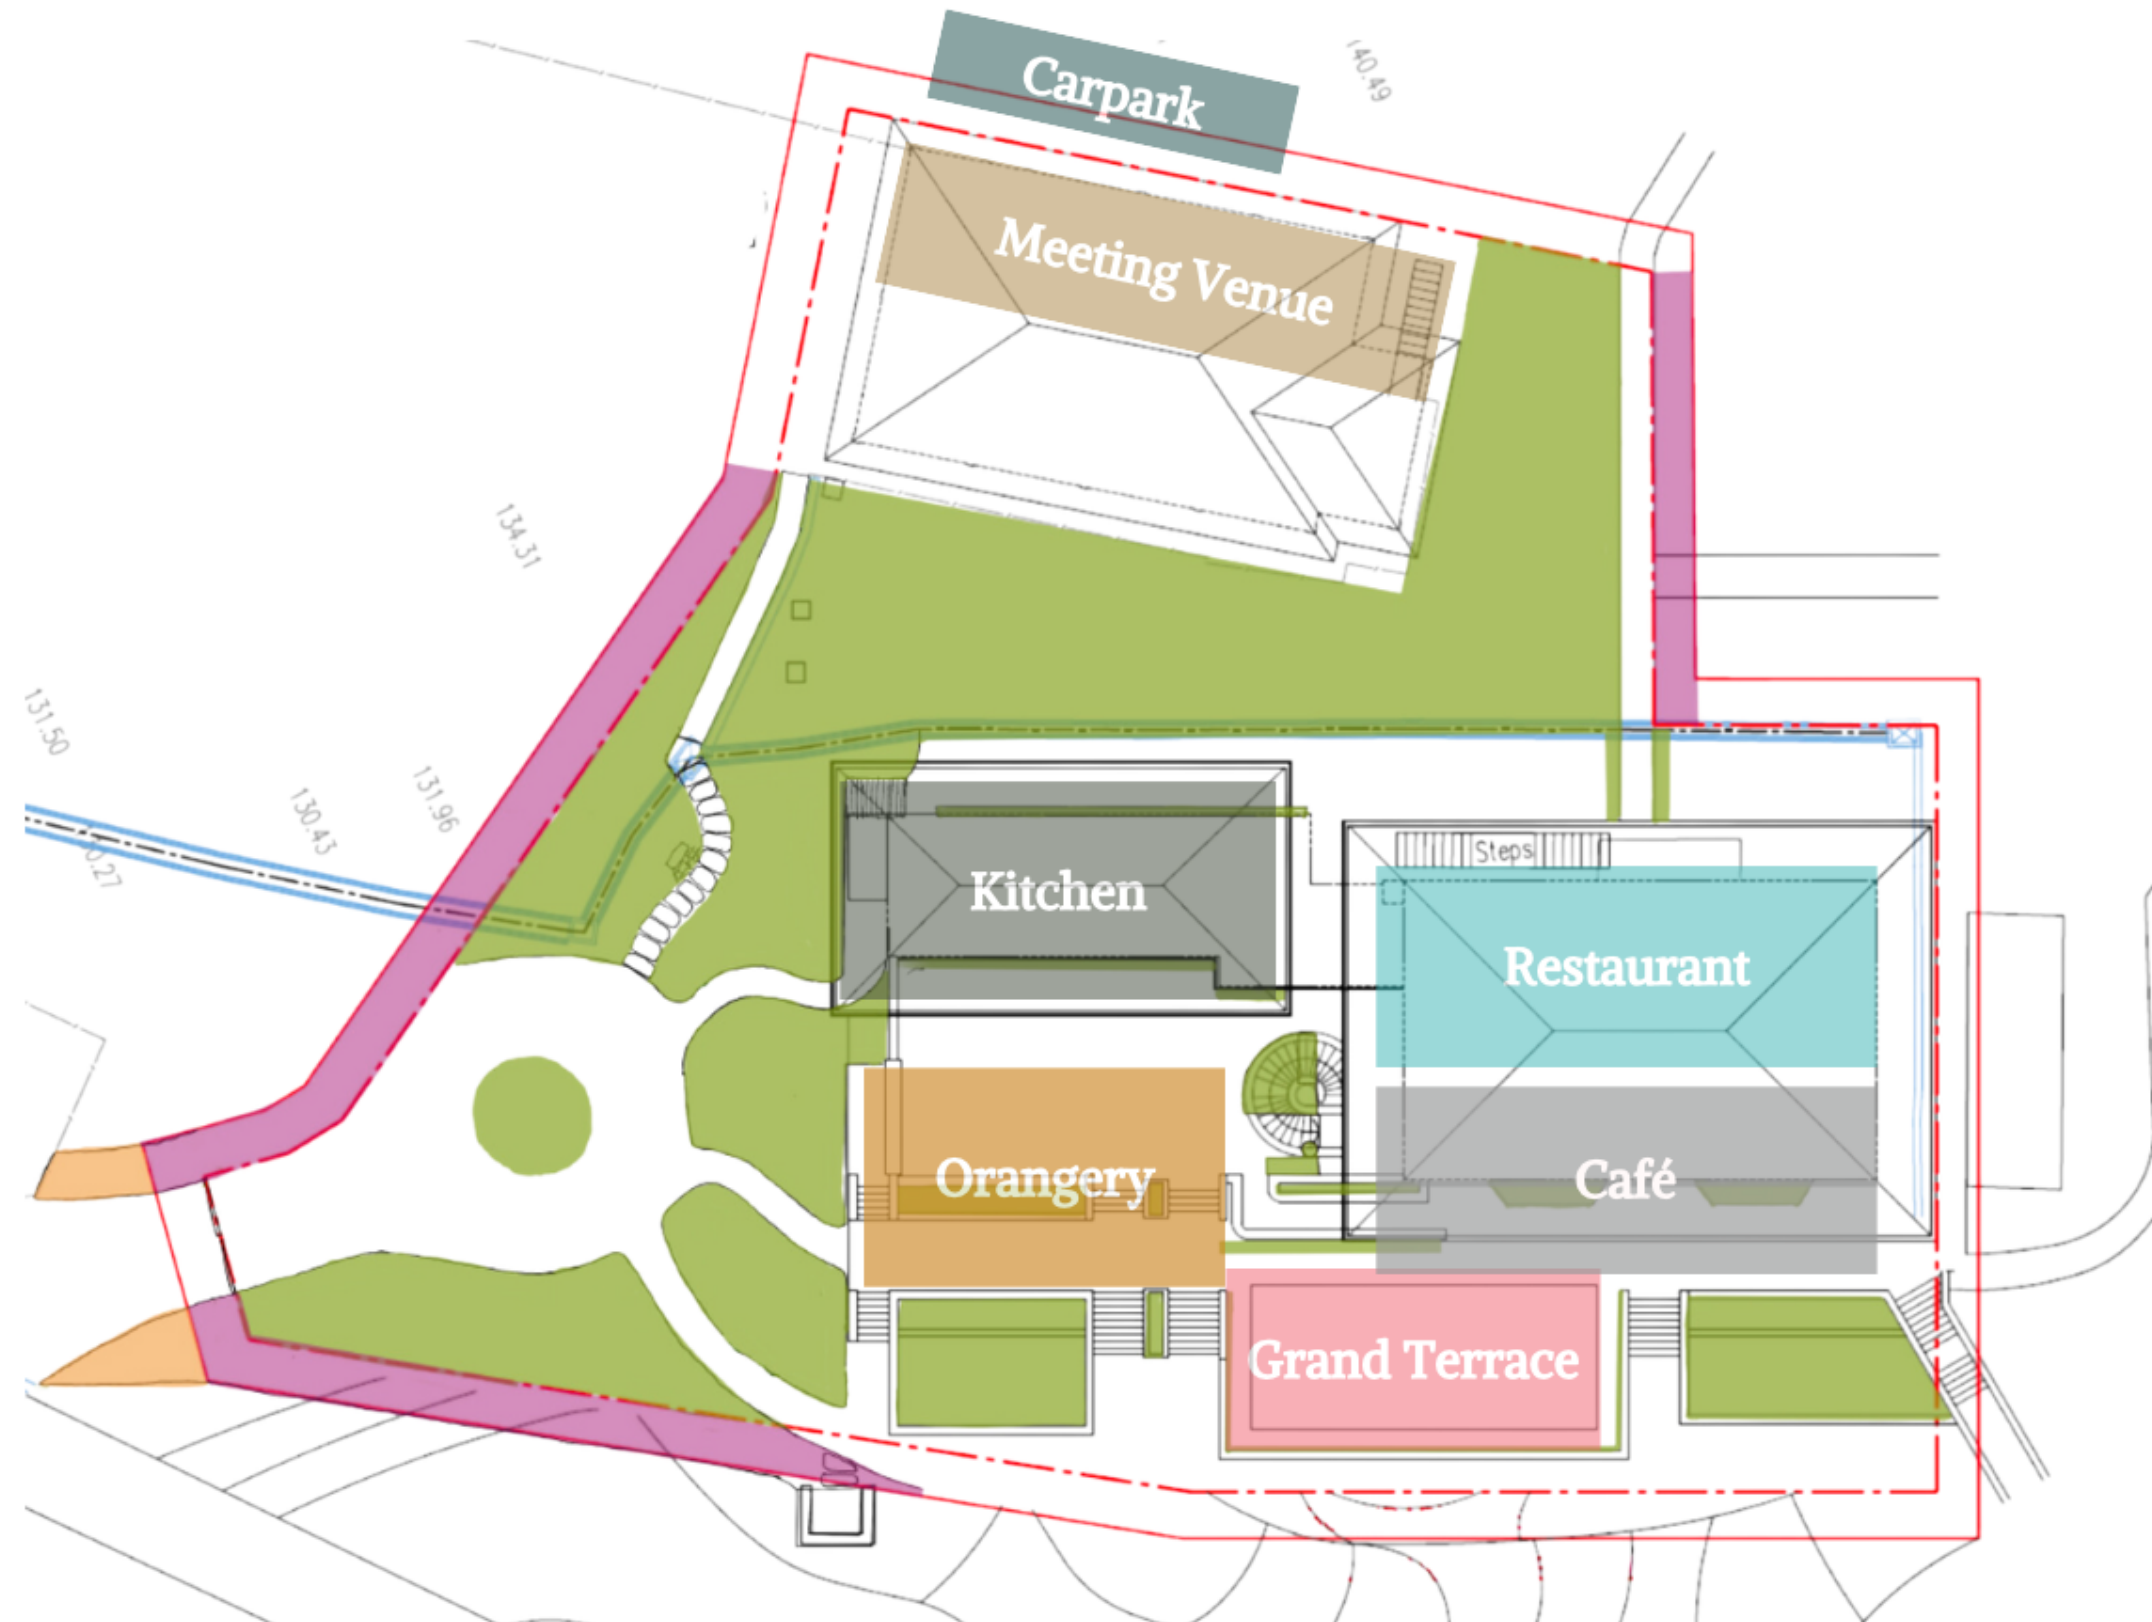 Carpark
140.49
Meeting Venue
134.31
131.50
131.96
130.43
Kitchen
Steps
Restaurant
Orangery
Café
Grand Terrace